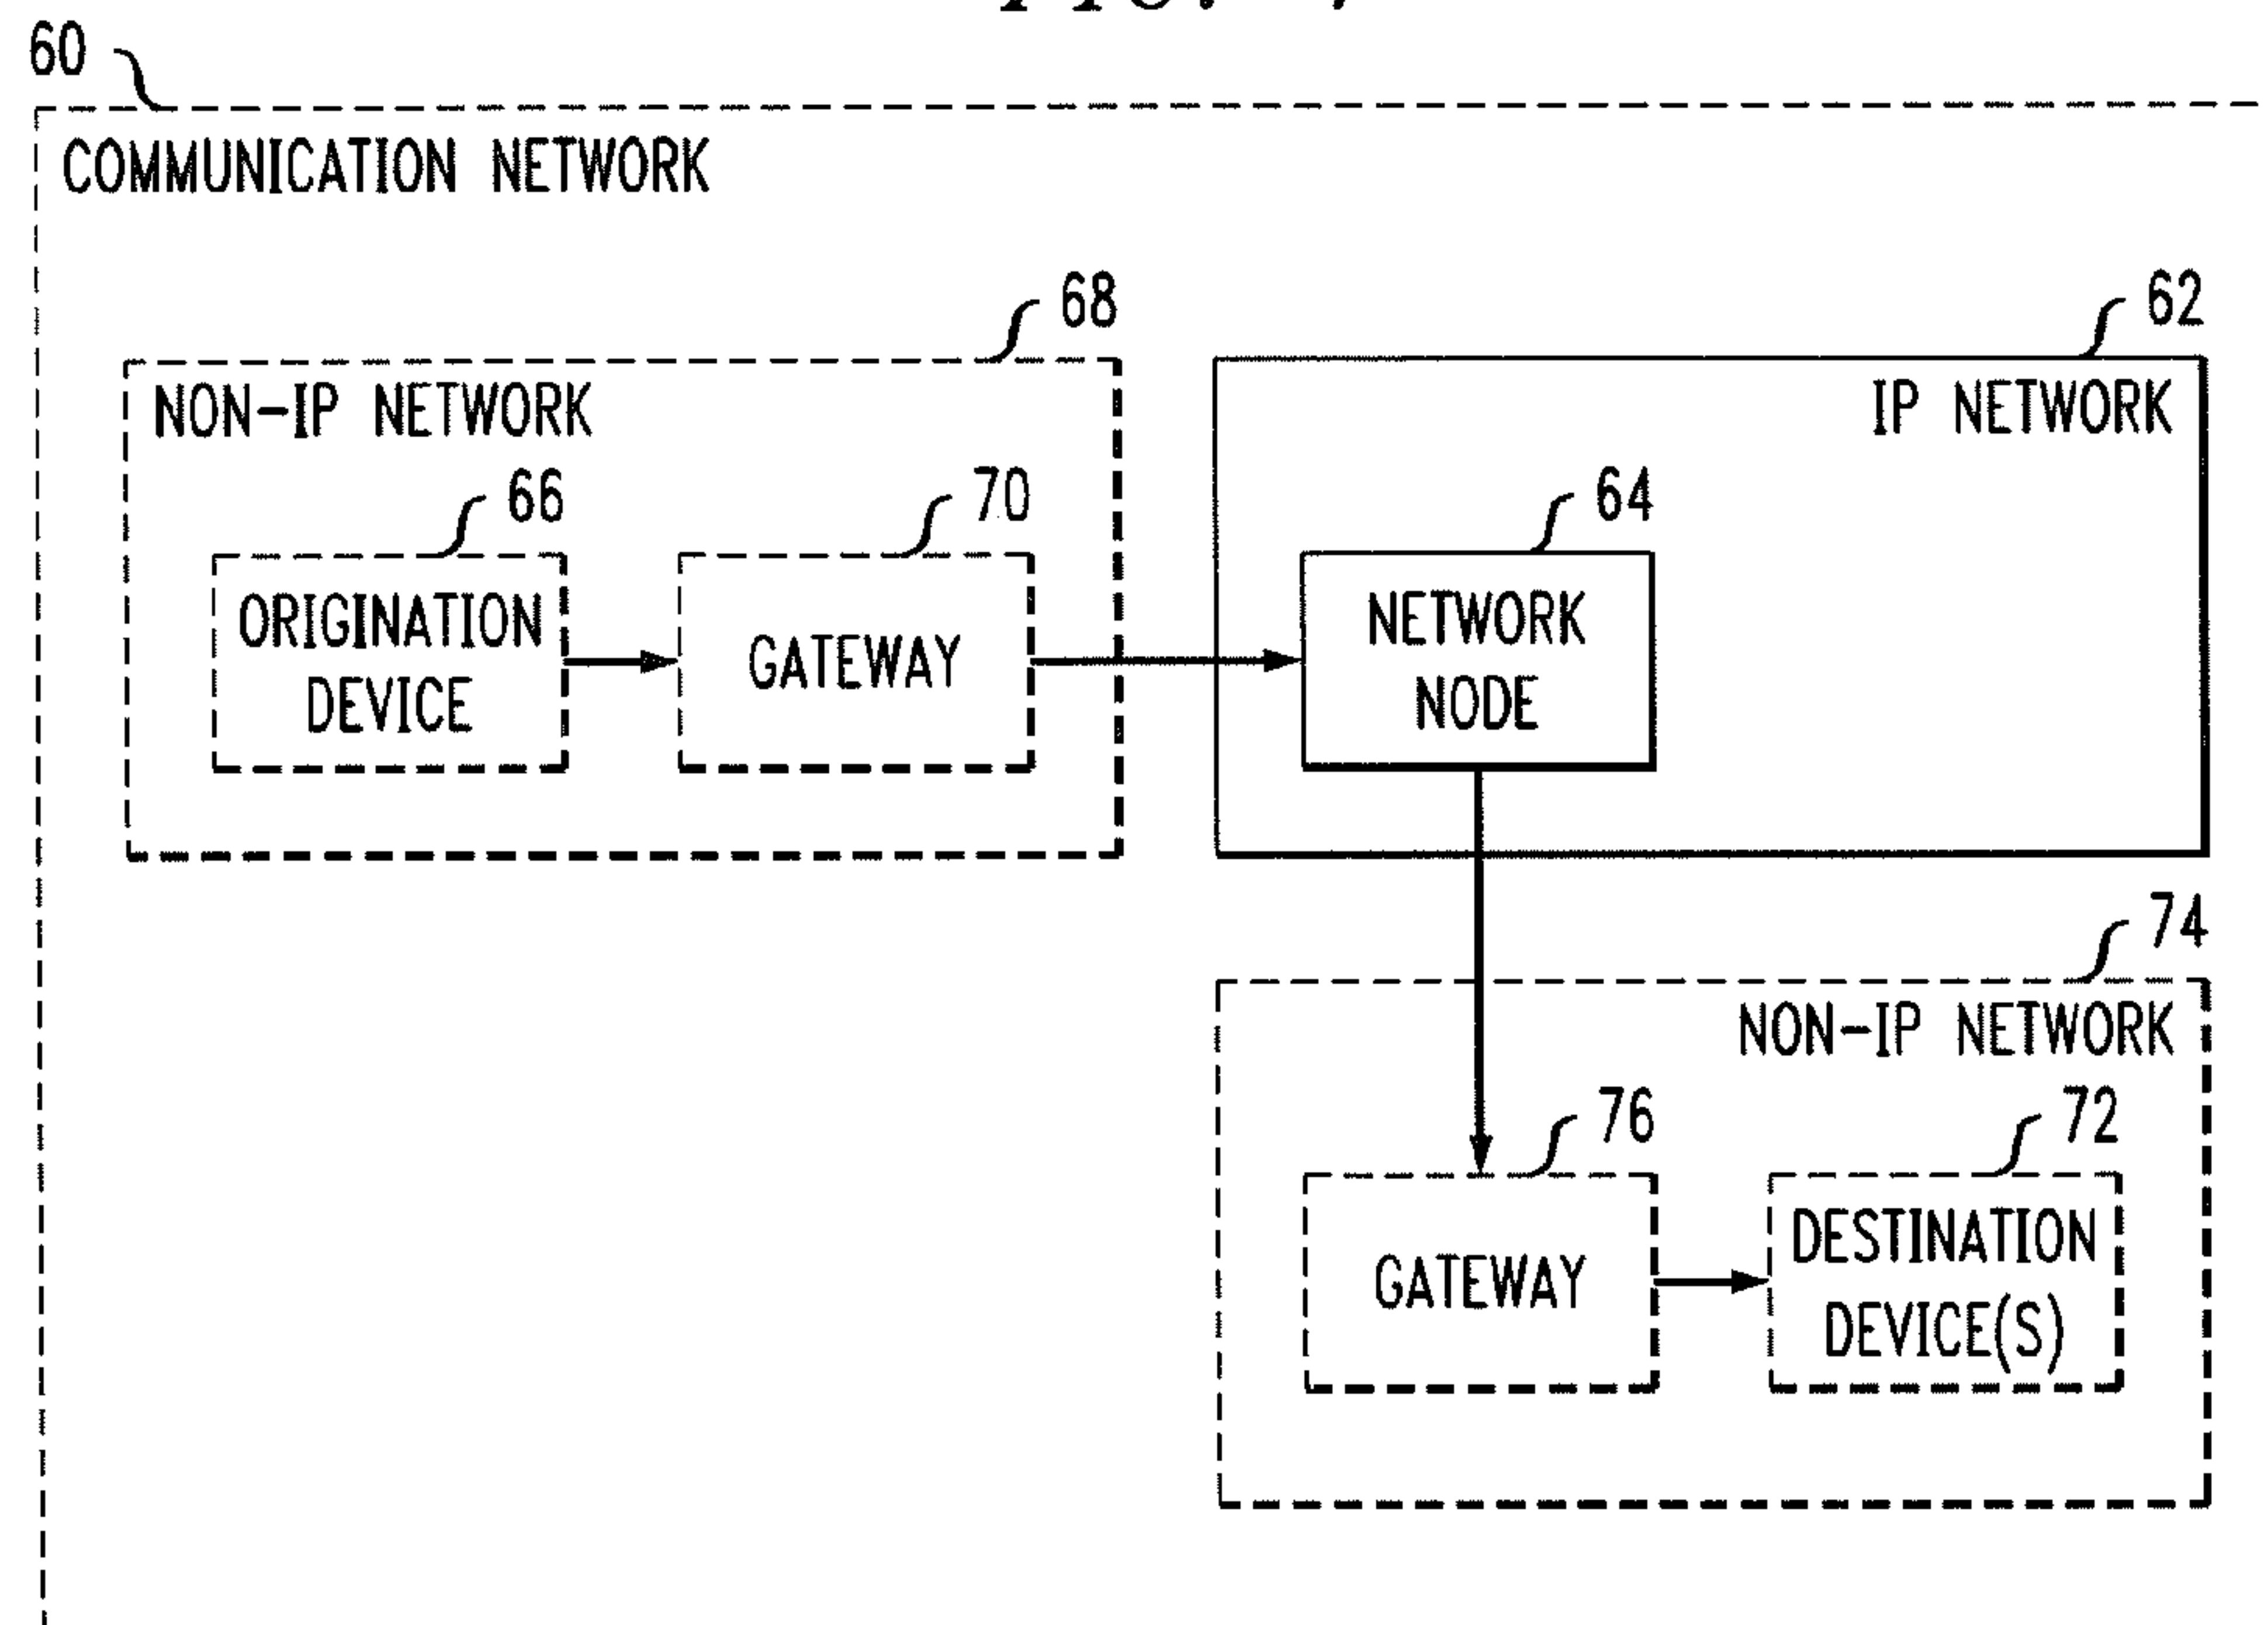 60
COMMUNICATION NETWORK
68
62
NON-IP NETWORK
IP NETWORK
66
70
64
ORIGINATION
DEVICE
GATEWAY
NETWORK
NODE
74
NON-IP NETWORK
76
72
GATEWAY
DESTINATION
DEVICE(S)